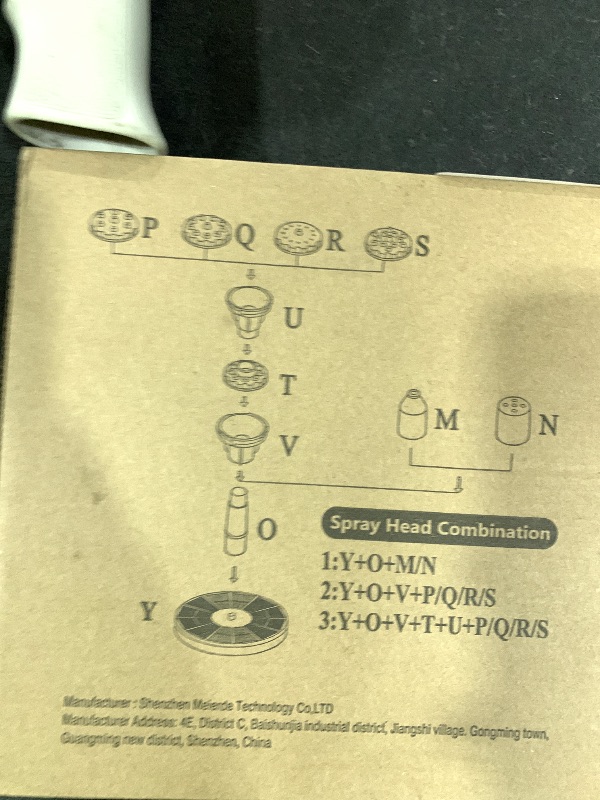 P Q R S
U
T
M N
V
O
Spray Head Combination
1:Y+O+M/N
2:Y+O+V+P/Q/R/S
Y
3:Y+O+V+T+U+P/Q/R/S
Manufacturer : Shenzhen Meierde Technology Co,LTD
Manufacturer Address: 4E, District C, Baishunjia industrial district, Jiangshi village. Gongming town,
Guangming new district, Shenzhen, China